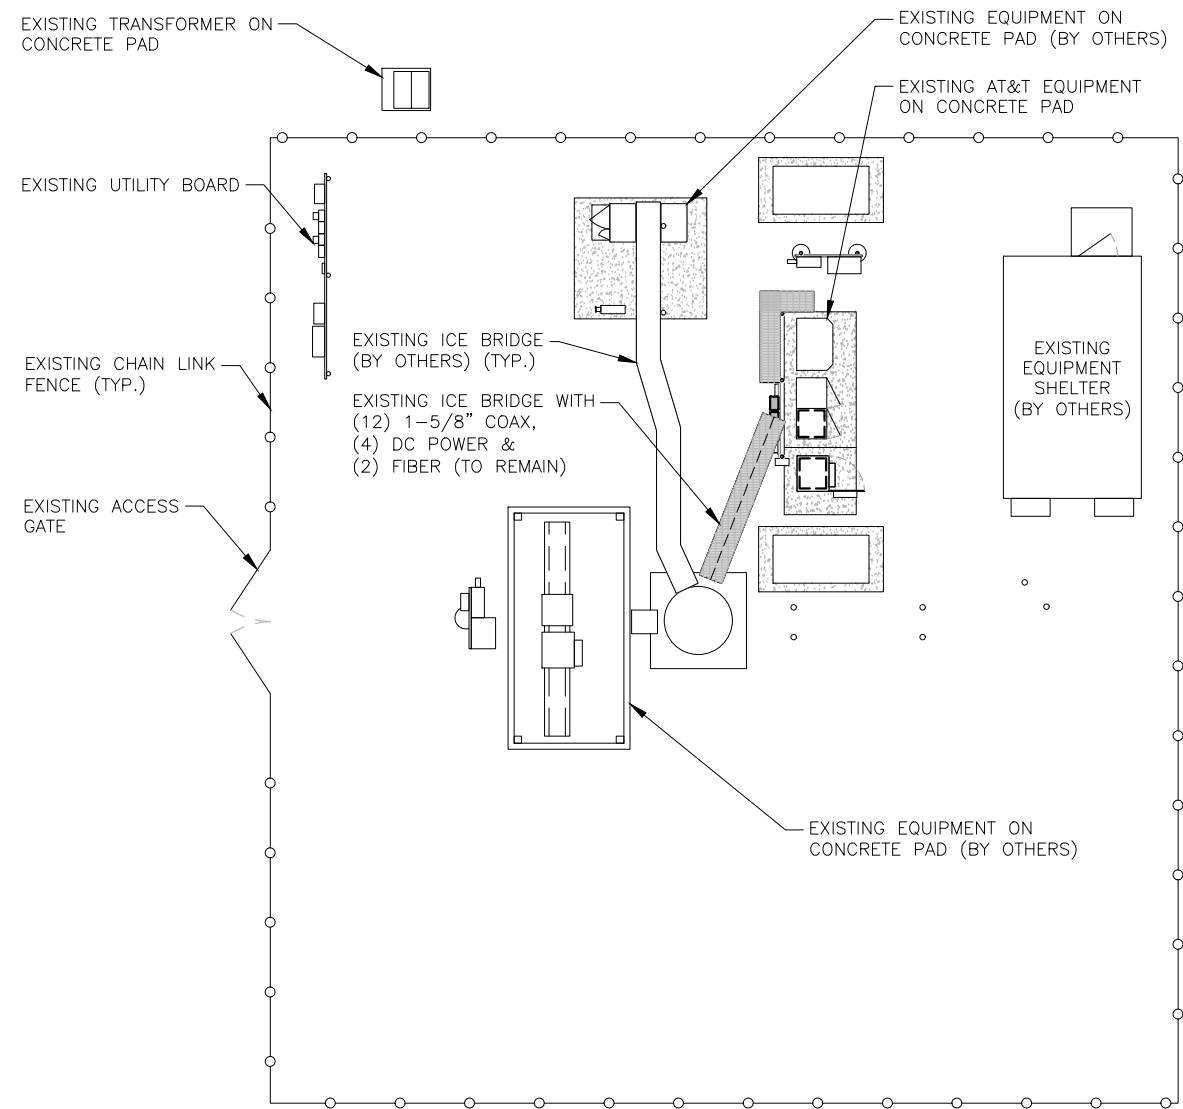 EXISTING TRANSFORMER ON
CONCRETE PAD
EXISTING EQUIPMENT ON
CONCRETE PAD (BY OTHERS)
EXISTING AT&T EQUIPMENT
ON CONCRETE PAD
EXISTING UTILITY BOARD
EXISTING ICE BRIDGE
(BY OTHERS) (TYP.)
EXISTING CHAIN LINK
FENCE (TYP.)
EXISTING
EQUIPMENT
SHELTER
(BY OTHERS)
EXISTING ICE BRIDGE WITH
(12) 1-5/8" COAX,
(4) DC POWER &
(2) FIBER (TO REMAIN)
EXISTING ACCESS
GATE
EXISTING EQUIPMENT ON
CONCRETE PAD (BY OTHERS)